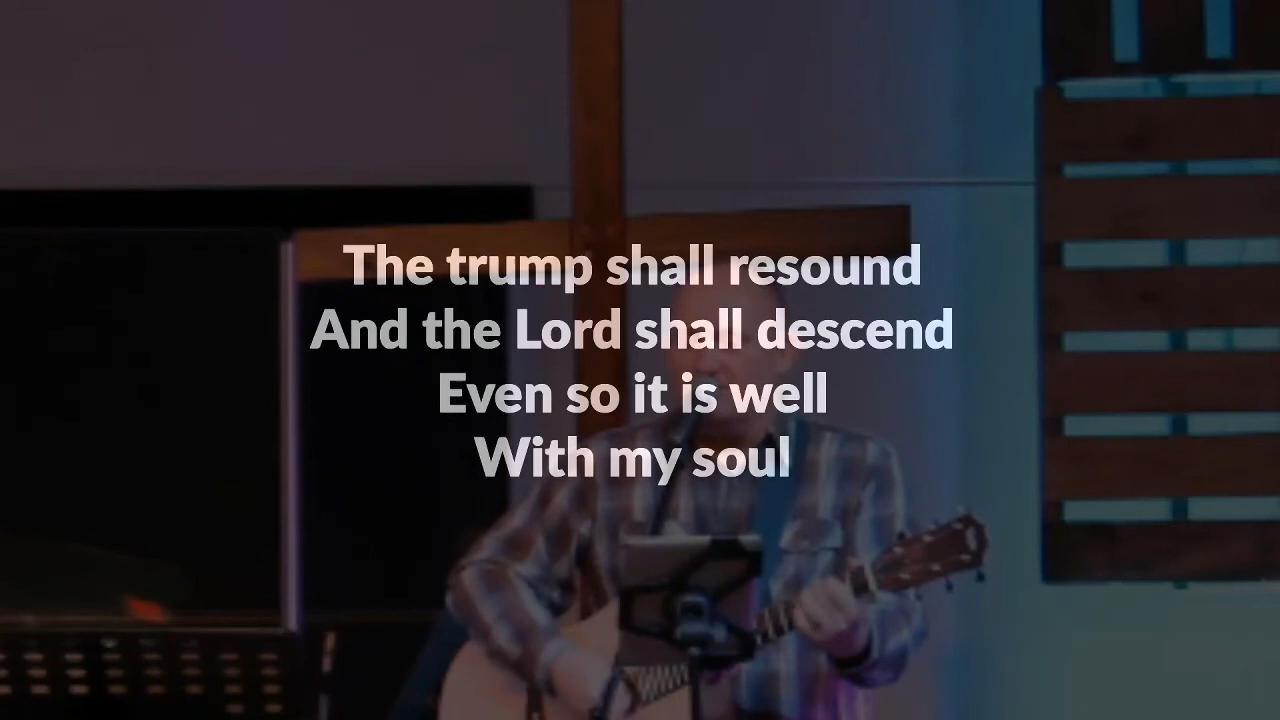 The trump shall resound
And the Lord shall descend
Even so it is well
With my soul